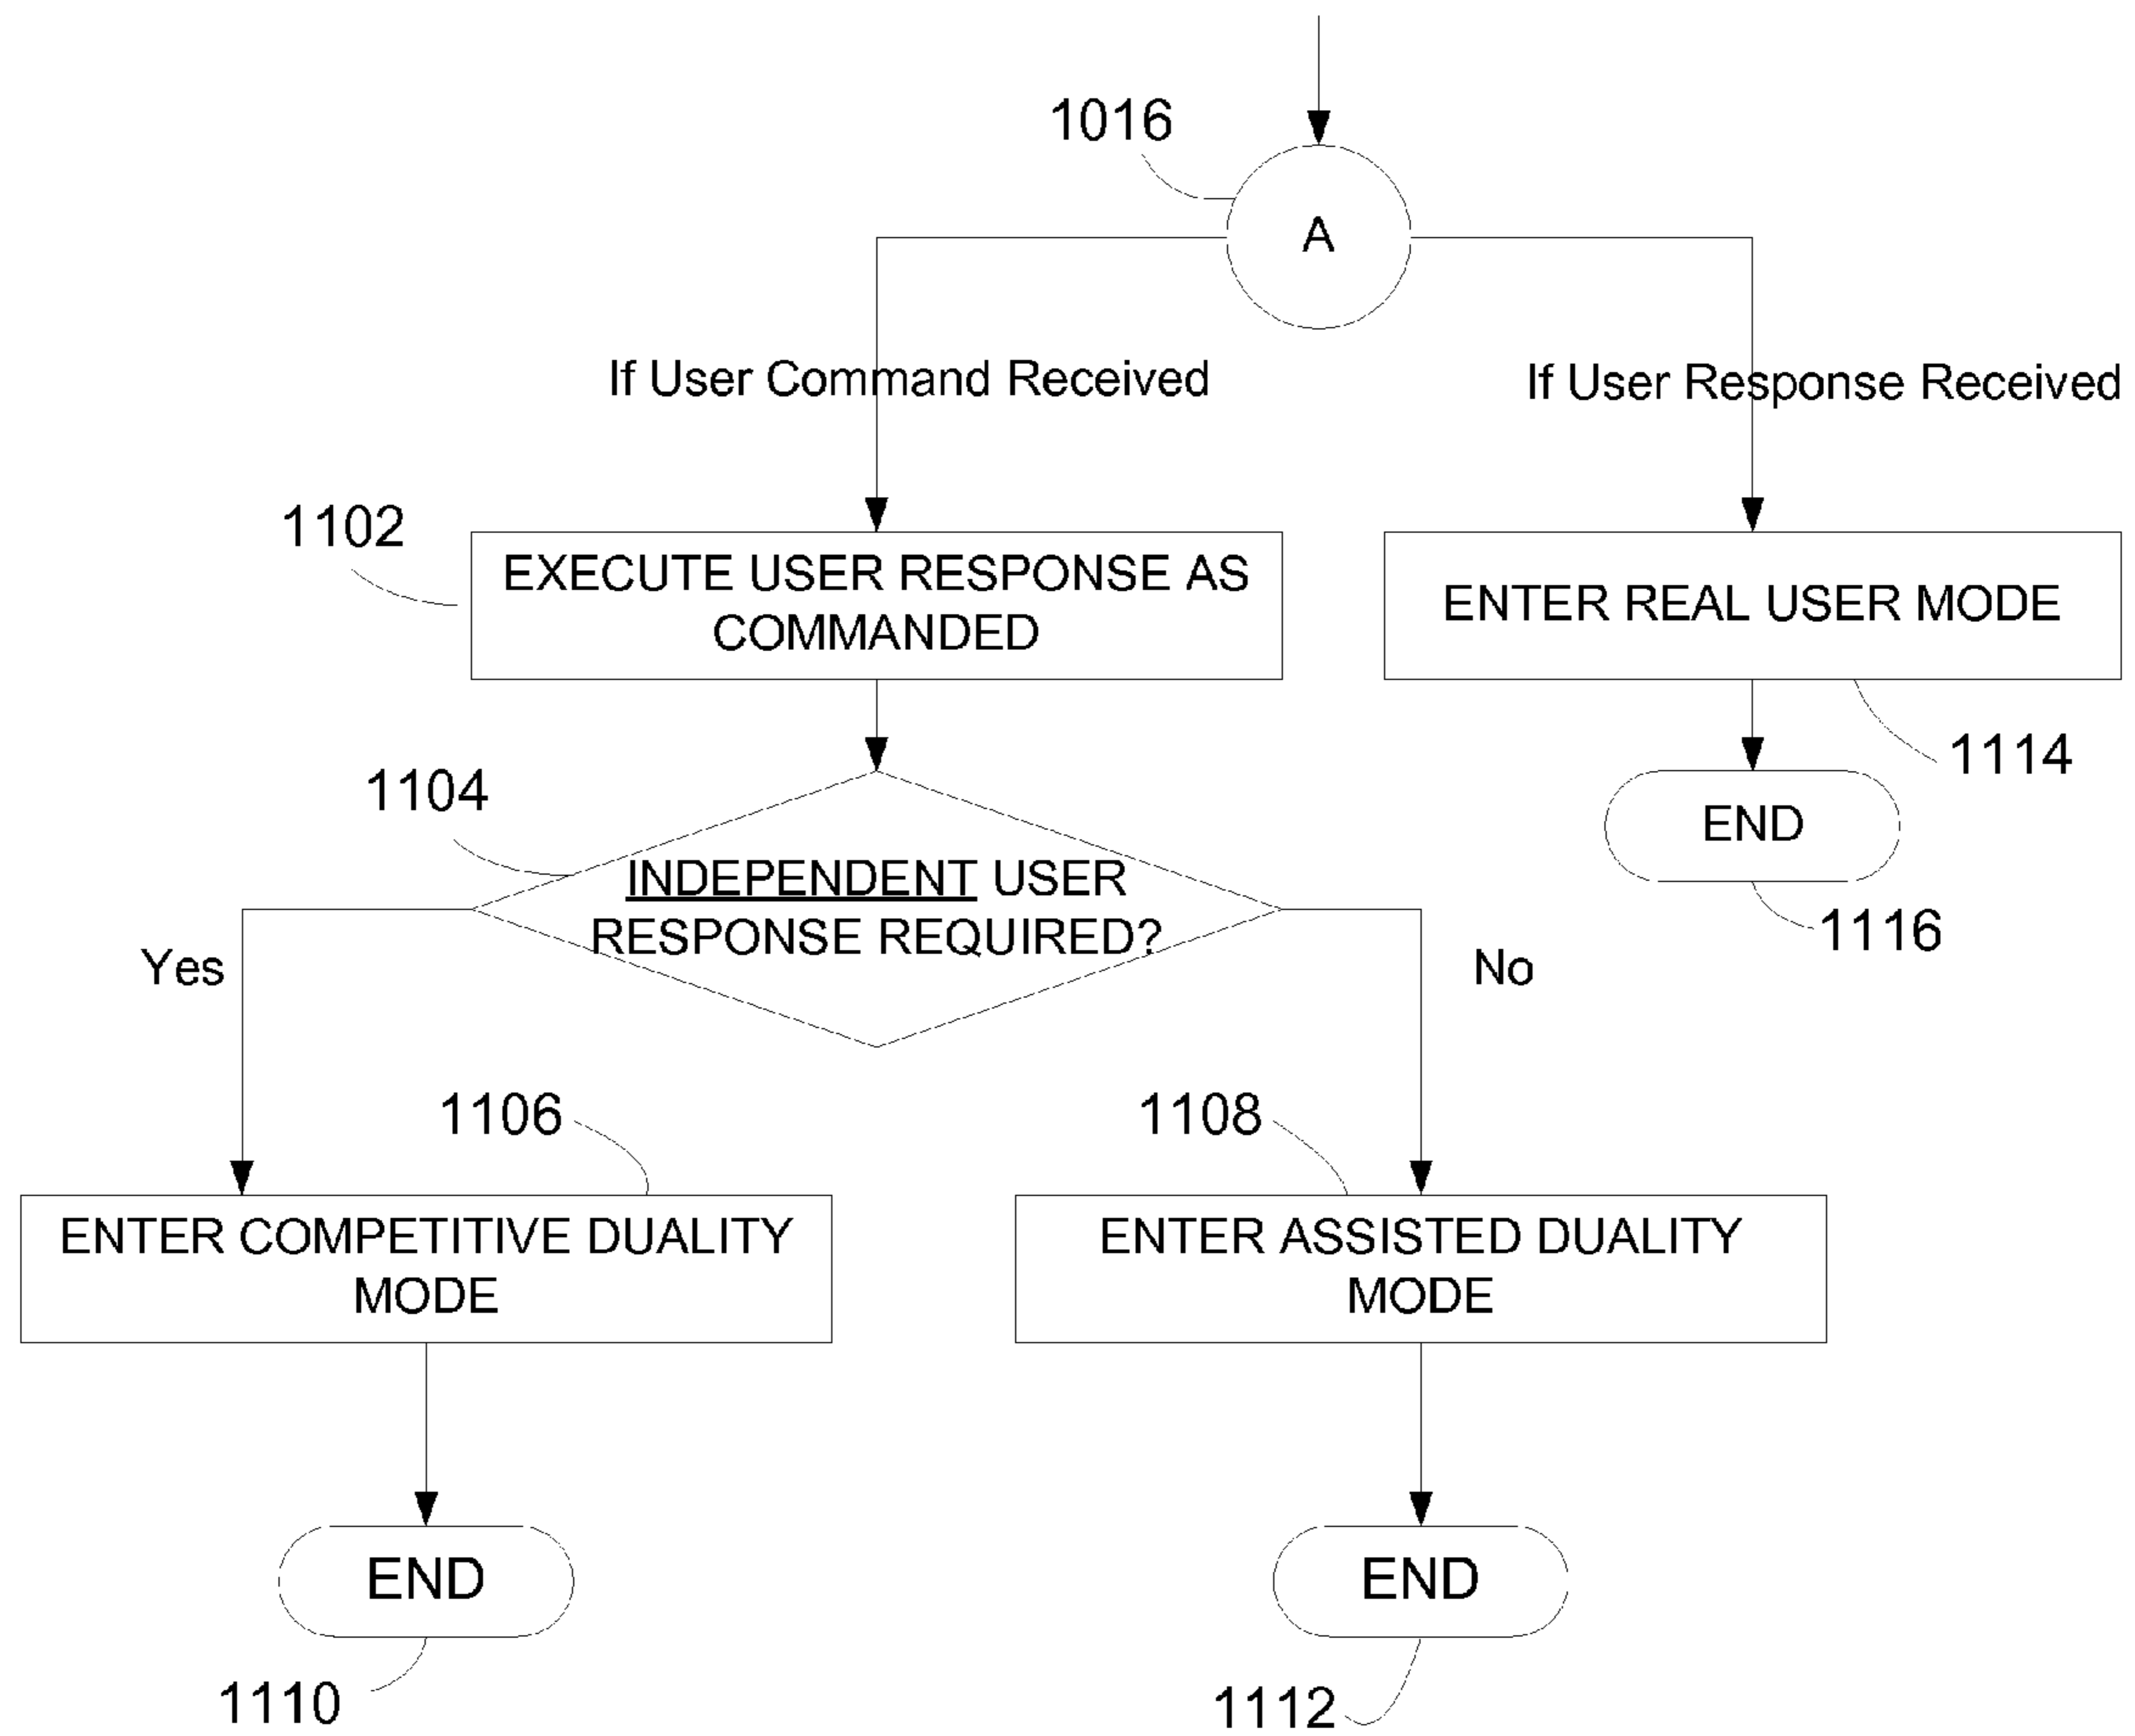 1016
A
If User Command Received
If User Response Received
1102
EXECUTE USER RESPONSE AS
COMMANDED
ENTER REAL USER MODE
1114
1104
END
INDEPENDENT USER
RESPONSE REQUIRED?
1116
Yes
No
1106
1108
ENTER COMPETITIVE DUALITY
MODE
ENTER ASSISTED DUALITY
MODE
END
END
1110
1112